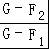 G - F₂
G - F₁